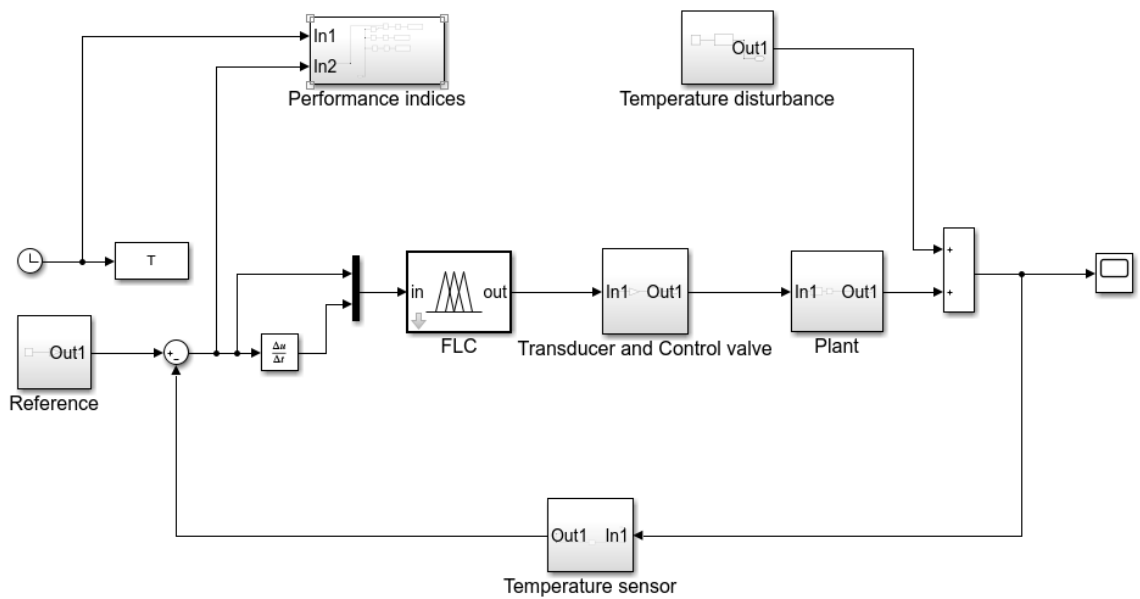 In1
In2
Performance indices
Out1
Temperature disturbance
+
T
in
out
FLC
In1
Out1
Transducer and Control valve
In1
Out1
Plant
+
Out1
Reference
+
−
Δu
Δt
Out1
In1
Temperature sensor